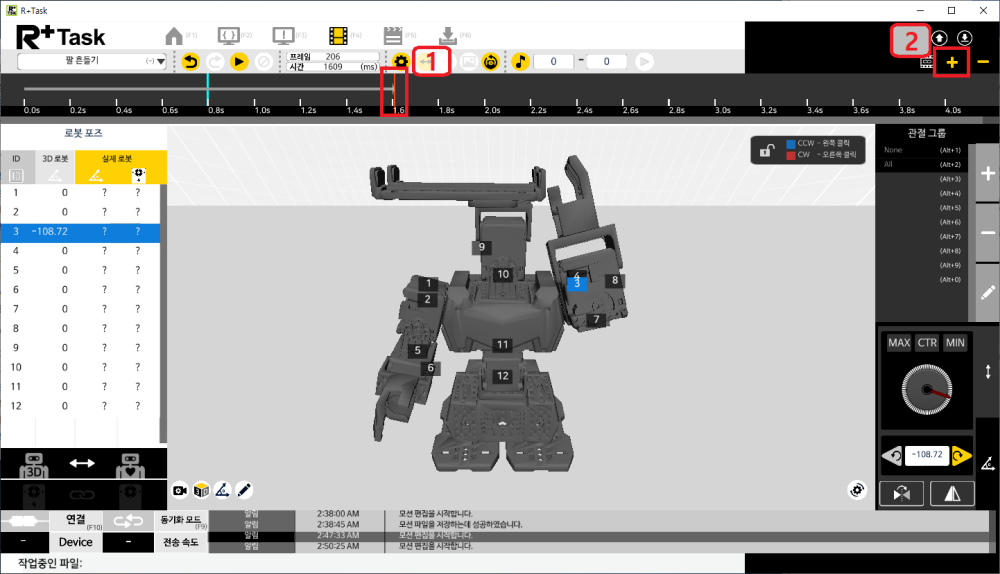 R+Task
R+ Task
(F1) (F2) (F3) (F4) (F5) (F6)
팔 흔들기 (-)
프레임 206
시간 1609 (ms)
1
0 - 0
2
0.0s 0.2s 0.4s 0.6s 0.8s 1.0s 1.2s 1.4s 1.6 1.8s 2.0s 2.2s 2.4s 2.6s 2.8s 3.0s 3.2s 3.4s 3.6s 3.8s 4.0s
로봇 포즈
ID 3D 로봇 실제 로봇
1 0 ? ?
2 0 ? ?
3 -108.72 ? ?
4 0 ? ?
5 0 ? ?
6 0 ? ?
7 0 ? ?
8 0 ? ?
9 0 ? ?
10 0 ? ?
11 0 ? ?
12 0 ? ?
3D
CCW - 왼쪽 클릭
CW - 오른쪽 클릭
9
10
1
2
4
3
8
7
11
5
6
12
3D
관절 그룹
None (Alt+1)
All (Alt+2)
(Alt+3)
(Alt+4)
(Alt+5)
(Alt+6)
(Alt+7)
(Alt+8)
(Alt+9)
(Alt+0)
MAX CTR MIN
-108.72
연결 (F10)
동기화 모드 (F9)
- Device - 전송 속도
알림 2:38:00 AM 모션 편집을 시작합니다.
알림 2:38:45 AM 모션 파일을 저장하는데 성공하였습니다.
알림 2:47:33 AM 모션 편집을 시작합니다.
알림 2:50:25 AM 모션 편집을 시작합니다.
작업중인 파일: